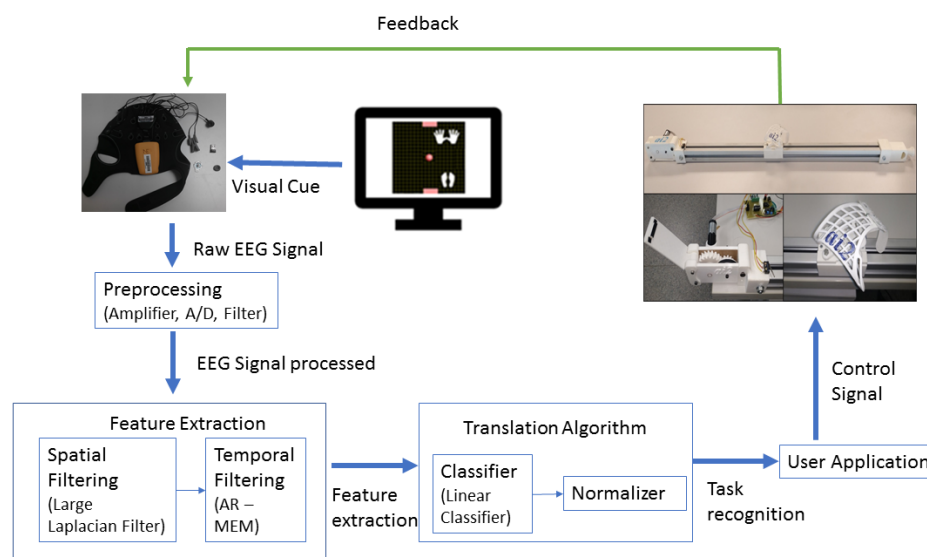 Feedback
Visual Cue
Raw EEG Signal
Preprocessing
(Amplifier, A/D, Filter)
EEG Signal processed
Feature Extraction
Spatial
Filtering
(Large
Laplacian Filter)
Temporal
Filtering
(AR –
MEM)
Feature
extraction
Translation Algorithm
Classifier
(Linear
Classifier)
Normalizer
Task
recognition
User Application
Control
Signal